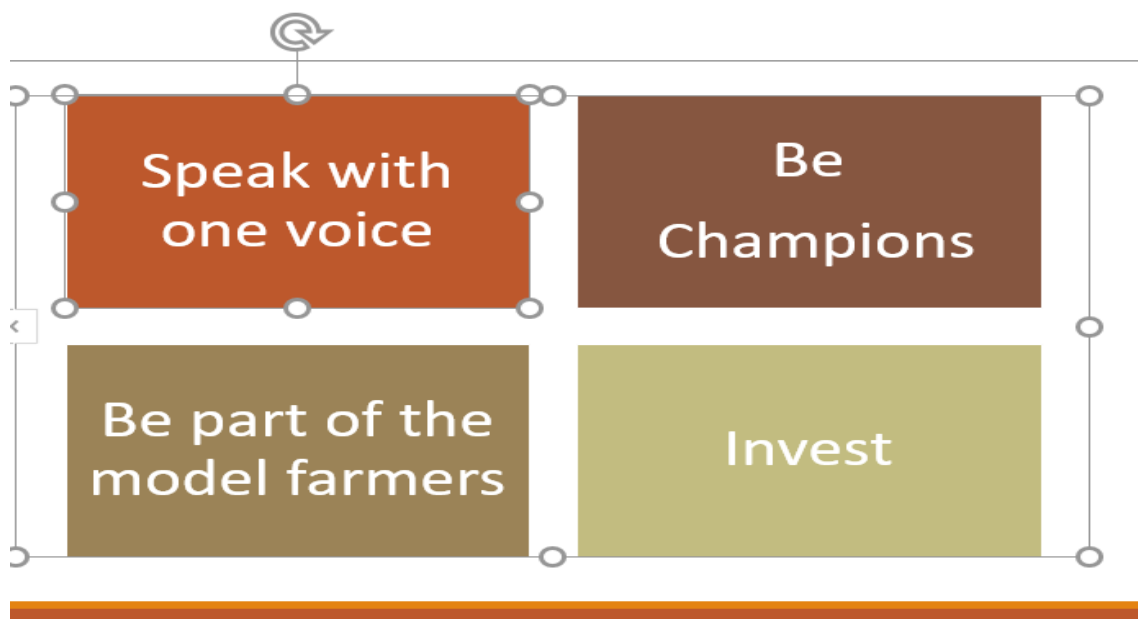 Speak with
one voice
Be
Champions
Be part of the
model farmers
Invest